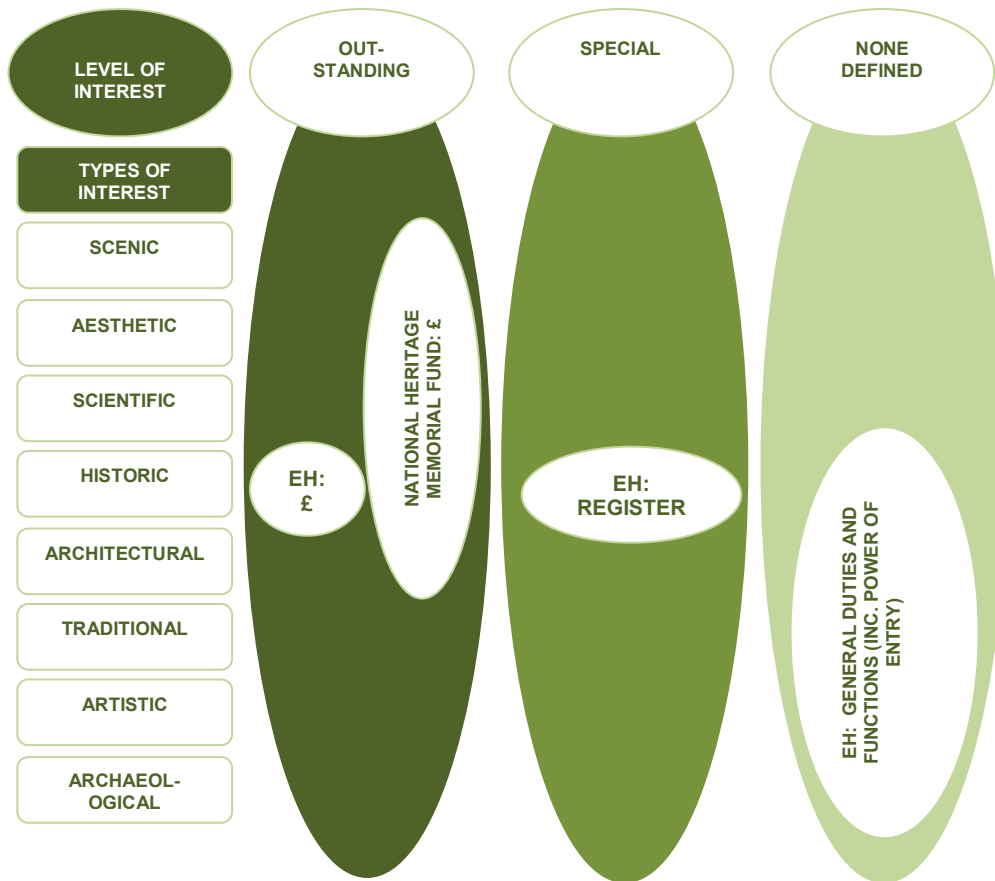 LEVEL OF
INTEREST
OUT-
STANDING
SPECIAL
NONE
DEFINED
TYPES OF
INTEREST
SCENIC
AESTHETIC
SCIENTIFIC
HISTORIC
ARCHITECTURAL
TRADITIONAL
ARTISTIC
ARCHAEOL-
OGICAL
EH:
£
NATIONAL HERITAGE
MEMORIAL FUND: £
EH:
REGISTER
EH: GENERAL DUTIES AND
FUNCTIONS (INC. POWER OF
ENTRY)